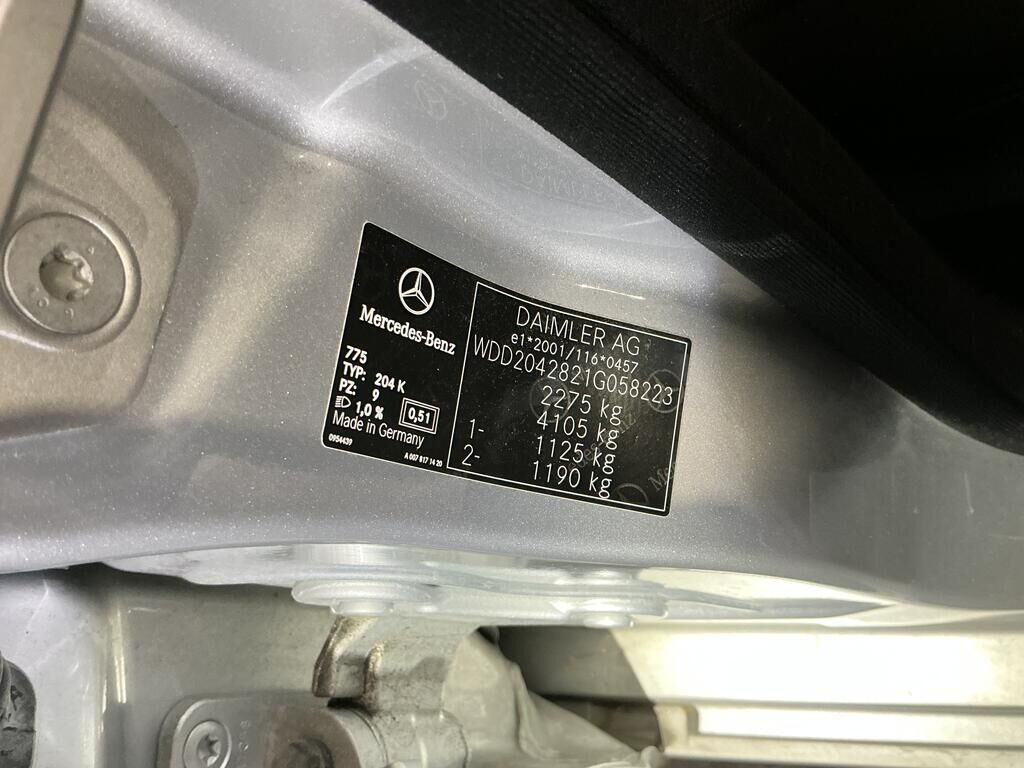 Mercedes-Benz
775
TYP: 204 K
PZ: 9
1,0 % 0,51
Made in Germany
0954439
A 007 817 14 20
DAIMLER AG
e1*2001/116*0457
WDD2042821G058223
2275 kg
4105 kg
1- 1125 kg
2- 1190 kg